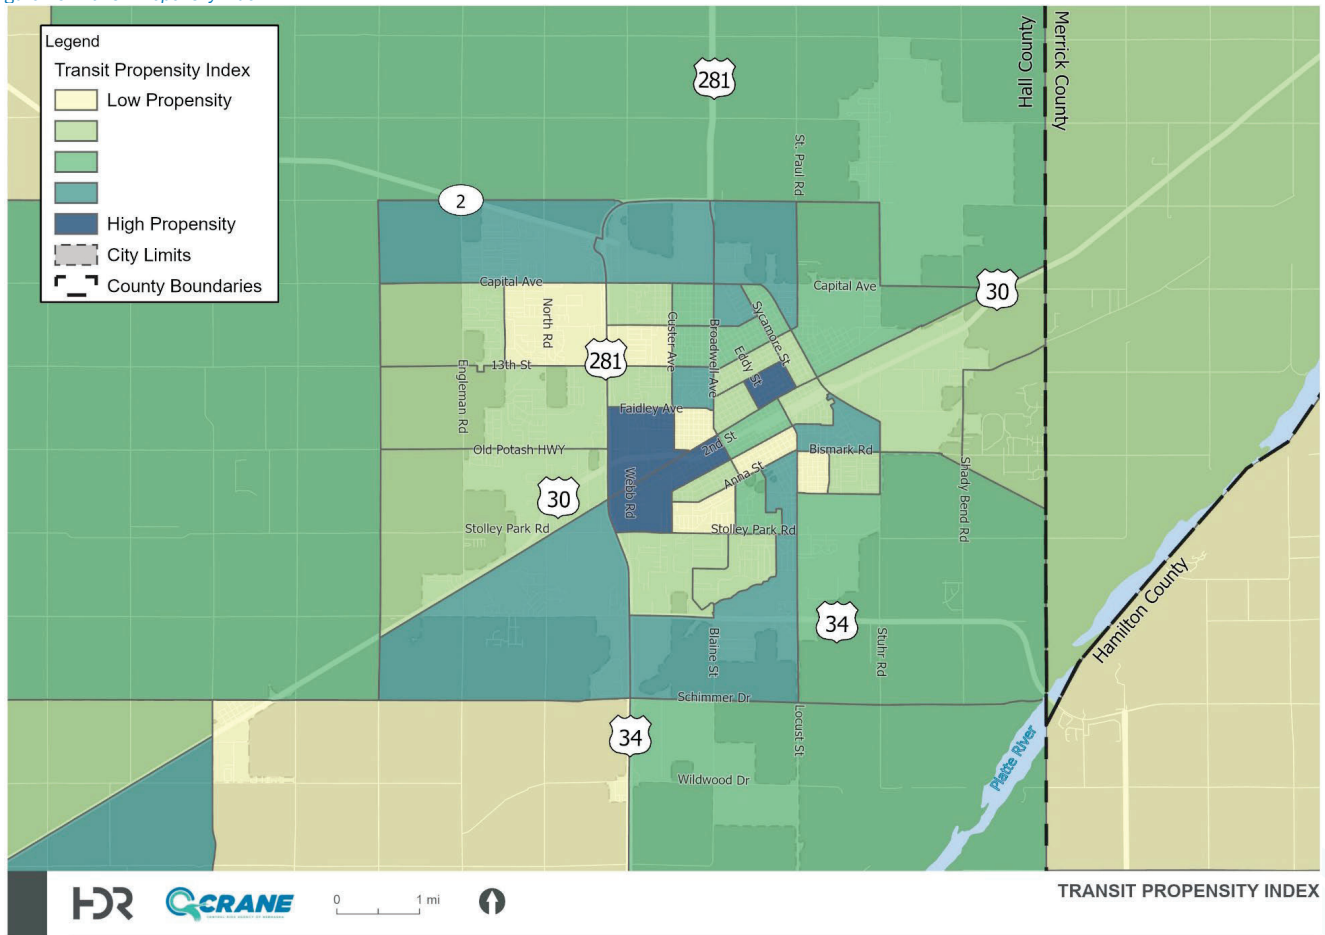 Legend
Transit Propensity Index
Low Propensity
High Propensity
City Limits
County Boundaries
281
Hall County
Merrick County
St. Paul Rd
2
Capital Ave
Capital Ave
30
North Rd
Custer Ave
Broadwell Ave
Sycamore St
Eddy St
281
13th St
Engleman Rd
Faidley Ave
2nd St
Old Potash HWY
Bismark Rd
Anna St
Webb Rd
Shady Bend Rd
30
Stolley Park Rd
Stolley Park Rd
Hamilton County
34
Blaine St
Stuhr Rd
Schimmer Dr
Locust St
34
Wildwood Dr
Platte River
HDR
CRANE
0 1 mi
TRANSIT PROPENSITY INDEX